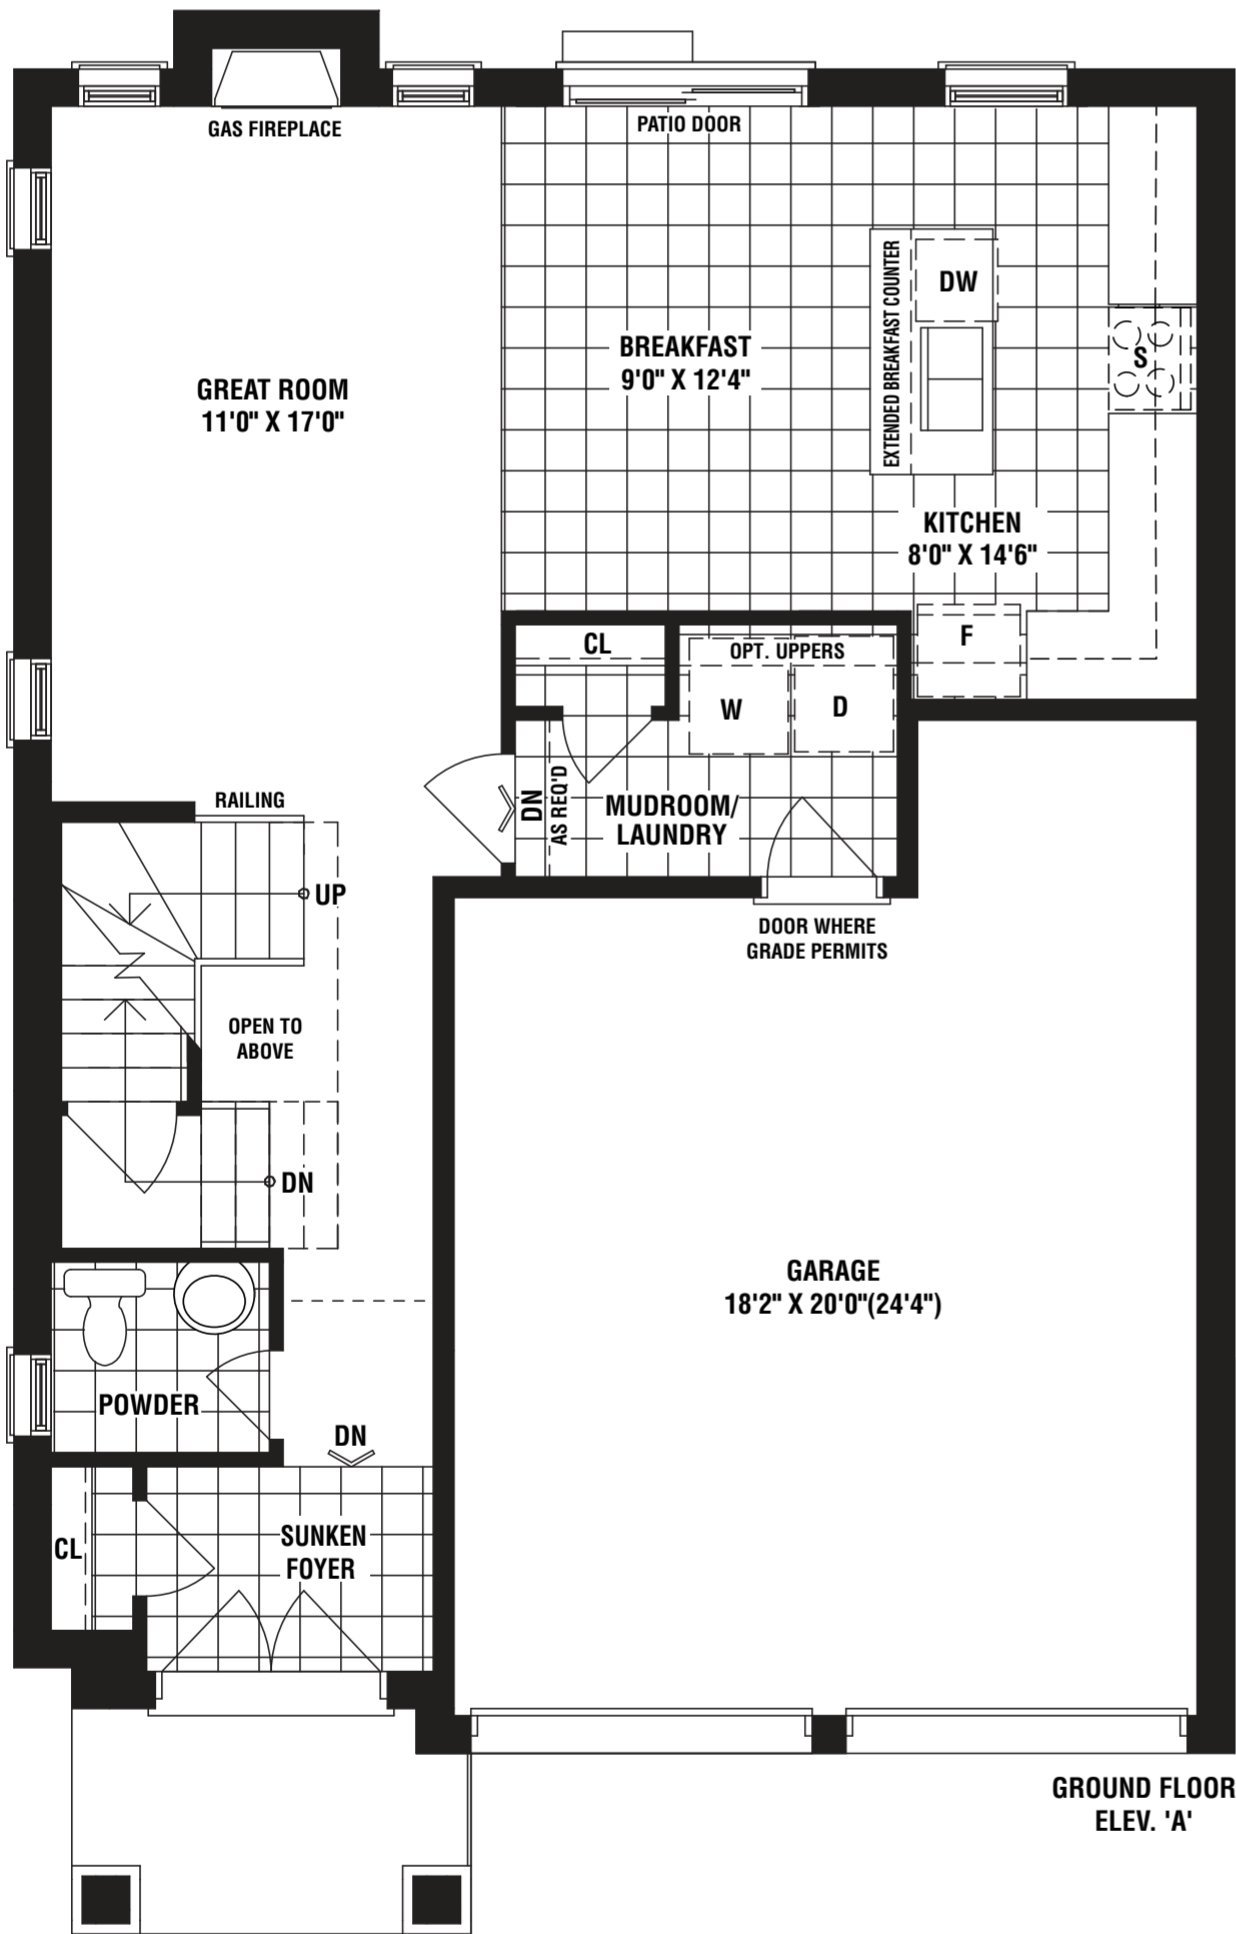 GAS FIREPLACE
PATIO DOOR
GREAT ROOM
11'0" X 17'0"
BREAKFAST
9'0" X 12'4"
EXTENDED BREAKFAST COUNTER
DW
S
KITCHEN
8'0" X 14'6"
F
CL
OPT. UPPERS
W
D
DN
AS REQ'D
MUDROOM/
LAUNDRY
RAILING
UP
DOOR WHERE
GRADE PERMITS
OPEN TO
ABOVE
DN
GARAGE
18'2" X 20'0"(24'4")
POWDER
DN
CL
SUNKEN
FOYER
GROUND FLOOR
ELEV. 'A'